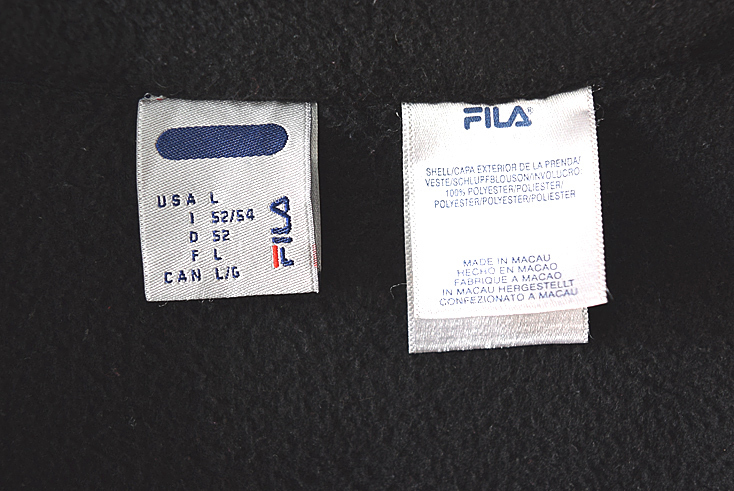 USA L
I 52/54
D 52
F L
CAN L/G
FILA
FILA®
SHELL/CAPA EXTERIOR DE LA PRENDA/
VESTE/SCHLUPFBLOUSON/INVOLUCRO:
100% POLYESTER/POLIESTER/
POLYESTER/POLYESTER/POLIESTER
MADE IN MACAU
HECHO EN MACAO
FABRIQUE A MACAO
IN MACAU HERGESTELLT
CONFEZIONATO A MACAU